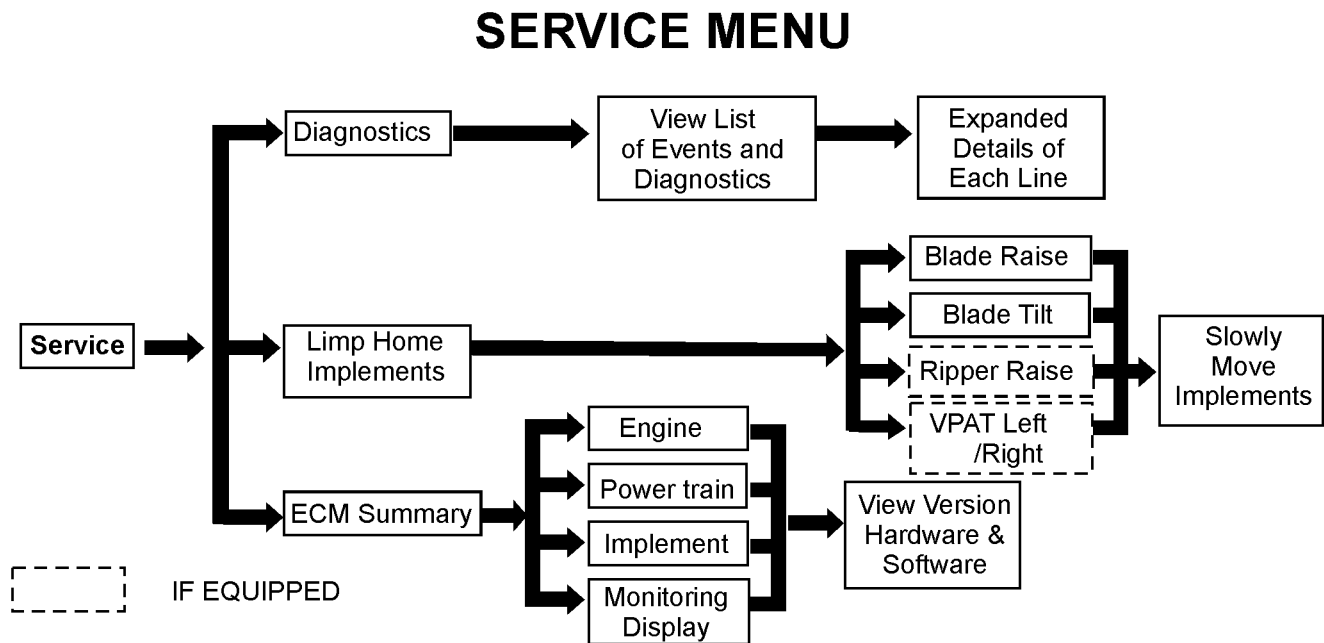 SERVICE MENU
Service
Diagnostics
View List
of Events and
Diagnostics
Expanded
Details of
Each Line
Limp Home
Implements
Blade Raise
Blade Tilt
Ripper Raise
VPAT Left
/Right
Slowly
Move
Implements
ECM Summary
Engine
Power train
Implement
Monitoring
Display
View Version
Hardware &
Software
IF EQUIPPED